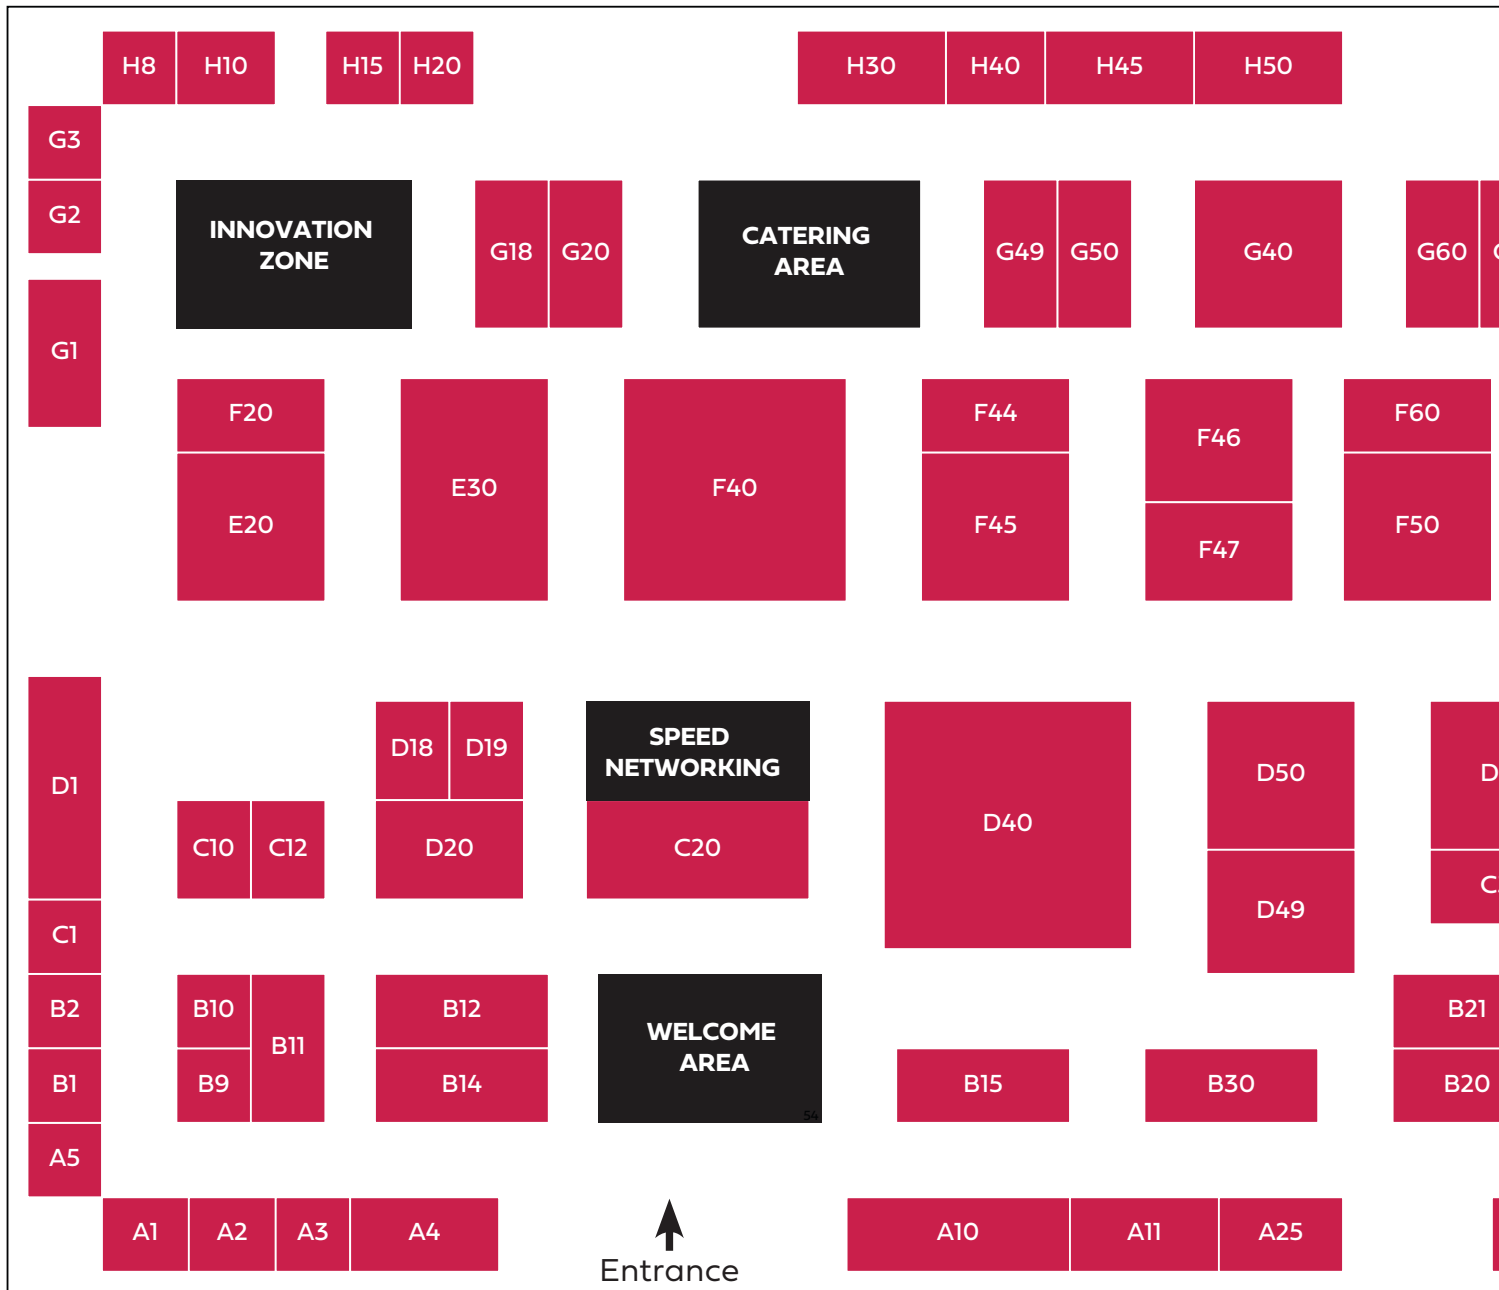 H8 H10 H15 H20 H30 H40 H45 H50
G3
G2
INNOVATION
ZONE
G18 G20
CATERING
AREA
G49 G50 G40 G60
G1
F20 F44 F60
F46
E30 F40
E20 F45 F50
F47
SPEED
NETWORKING
D18 D19
D50
D1
D40
C10 C12 D20 C20
D49
C1
B2 B10 B12 B21
B11
WELCOME
AREA
B1 B9 B14 B15 B30 B20
54
A5
A1 A2 A3 A4 A10 A11 A25
Entrance